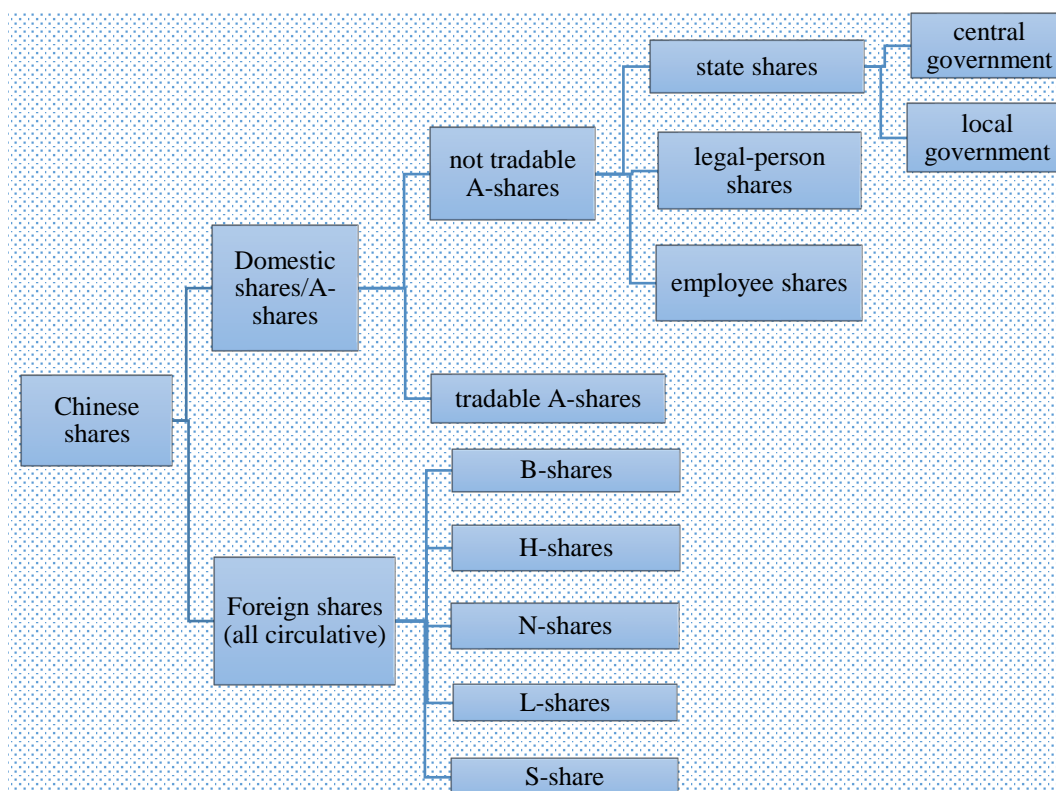 central
government
state shares
local
government
not tradable
A-shares
legal-person
shares
employee shares
Domestic
shares/A-
shares
tradable A-shares
Chinese
shares
B-shares
H-shares
Foreign shares
(all circulative)
N-shares
L-shares
S-share